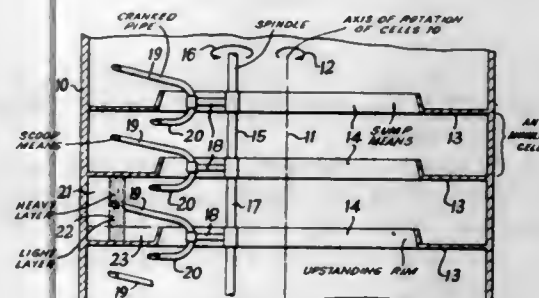 CRANKED
PIPE
SPINDLE
AXIS OF ROTATION
OF CELLS 10
19
16
12
10
20
15
11
14
SUMP
MEANS
13
AN
CELL
SCOOP
MEANS
19
18
14
20
13
21
HEAVY
LAYER
22
LIGHT
LAYER
23
19
18
17
14
20
UPSTANDING RIM
13
19